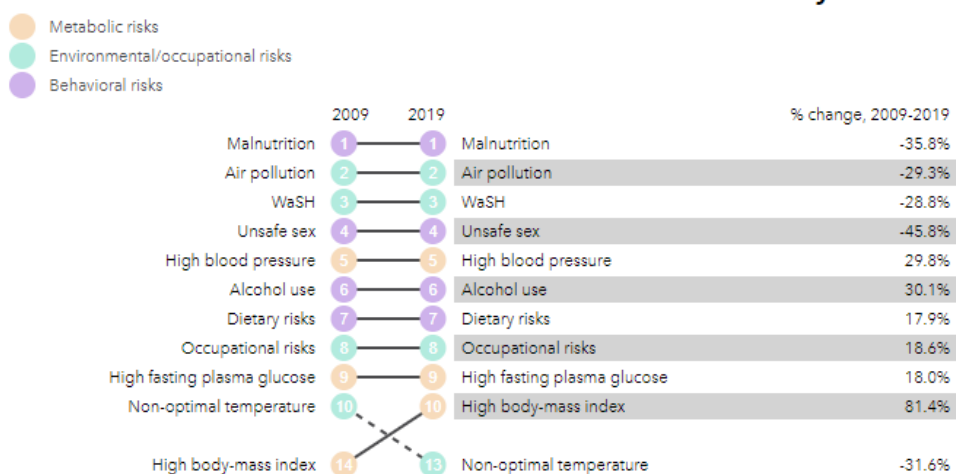 Metabolic risks
Environmental/occupational risks
Behavioral risks
2009 2019 % change, 2009-2019
Malnutrition 1 1 Malnutrition -35.8%
Air pollution 2 2 Air pollution -29.3%
WaSH 3 3 WaSH -28.8%
Unsafe sex 4 4 Unsafe sex -45.8%
High blood pressure 5 5 High blood pressure 29.8%
Alcohol use 6 6 Alcohol use 30.1%
Dietary risks 7 7 Dietary risks 17.9%
Occupational risks 8 8 Occupational risks 18.6%
High fasting plasma glucose 9 9 High fasting plasma glucose 18.0%
Non-optimal temperature 10 10 High body-mass index 81.4%
High body-mass index 14 13 Non-optimal temperature -31.6%